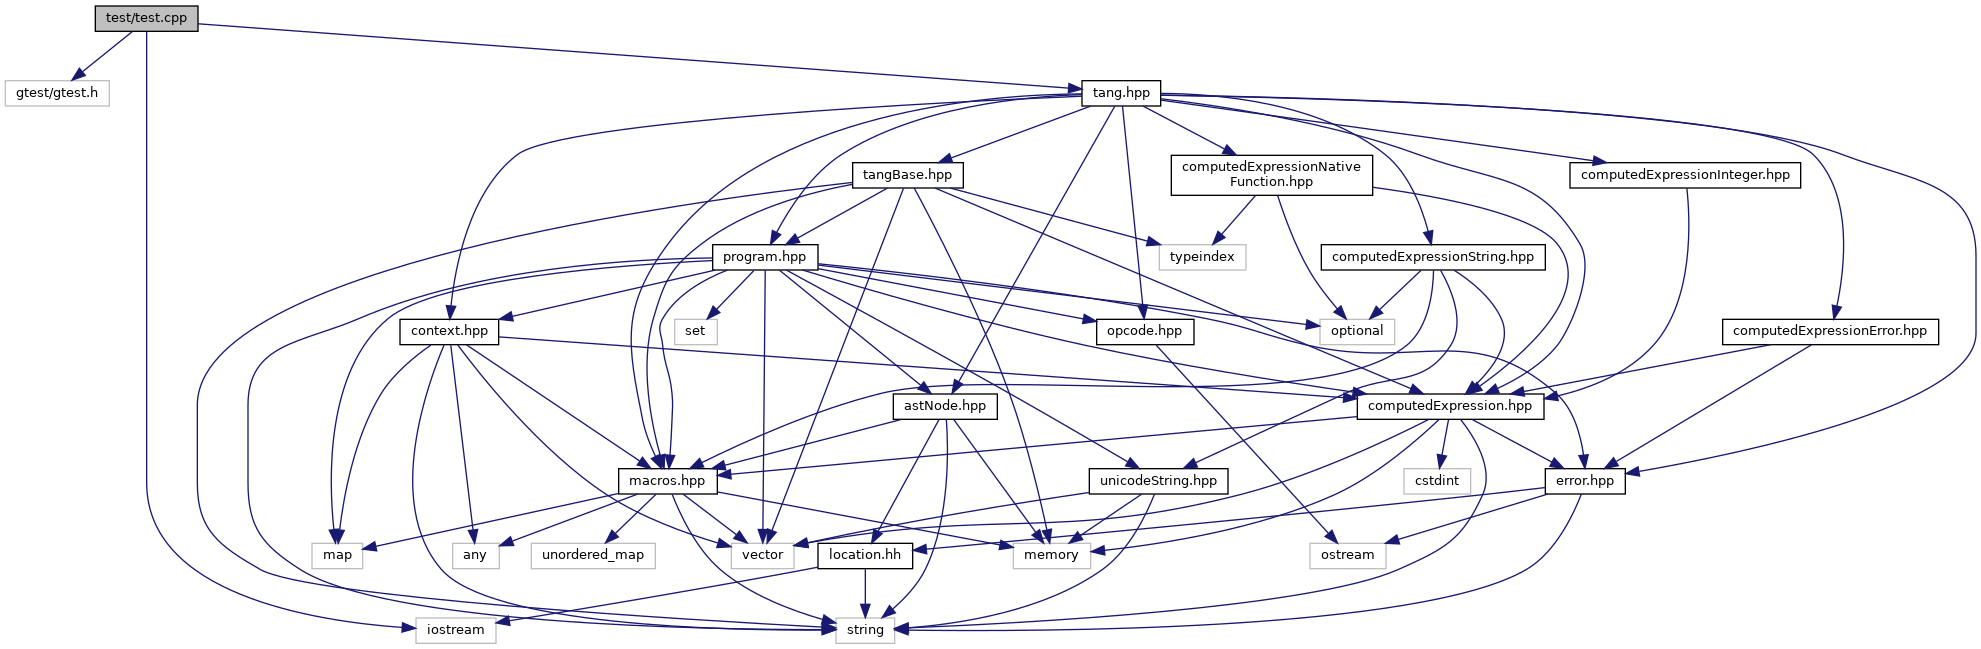 test/test.cpp
gtest/gtest.h
tang.hpp
tangBase.hpp
computedExpressionNative
Function.hpp
computedExpressionInteger.hpp
program.hpp
typeindex
computedExpressionString.hpp
context.hpp
set
opcode.hpp
optional
computedExpressionError.hpp
astNode.hpp
computedExpression.hpp
macros.hpp
unicodeString.hpp
cstdint
error.hpp
map
any
unordered_map
vector
location.hh
memory
ostream
iostream
string